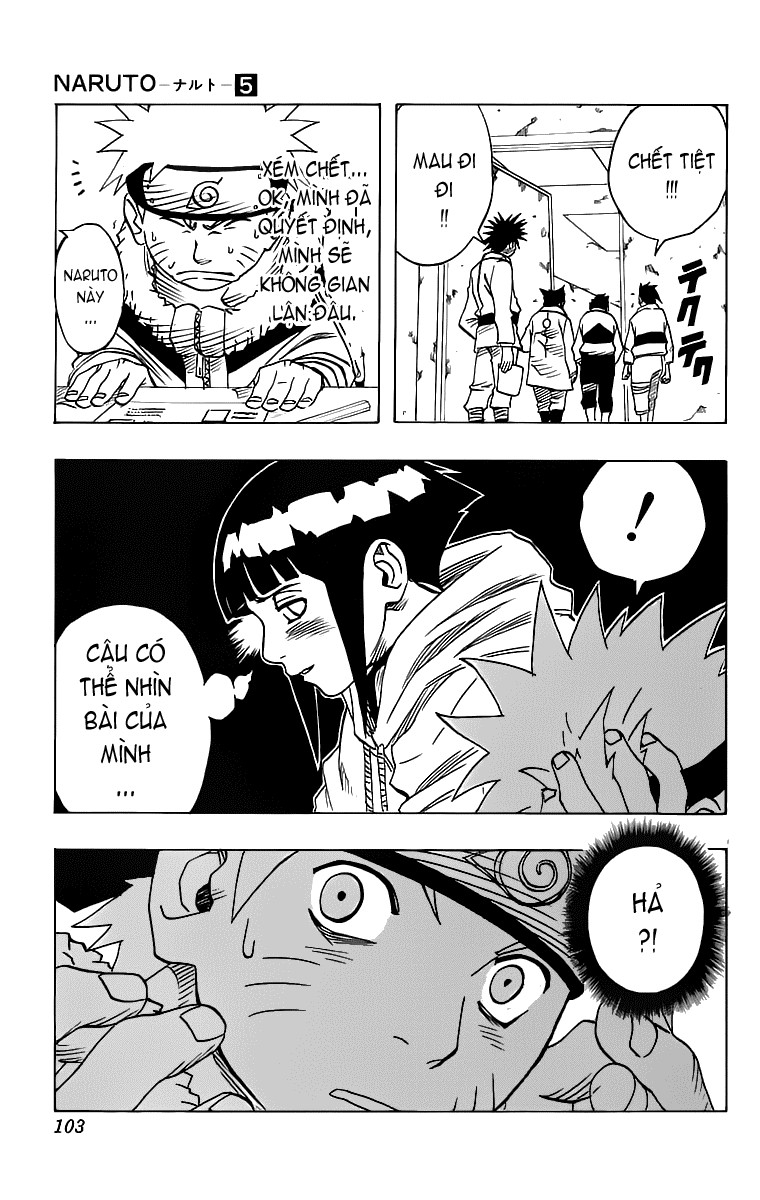 NARUTO—ナルト—5
CHẾT TIỆT
!!!
MAU ĐI
ĐI
!!
テクテク
XÉM CHẾT...
OK, MÌNH ĐÃ
QUYẾT ĐỊNH,
MÌNH SẼ
KHÔNG GIAN
LẬN ĐÂU.
NARUTO
NÀY
...
!
CÂU CÓ
THỂ NHÌN
BÀI CỦA
MÌNH
...
HẢ
?!
103